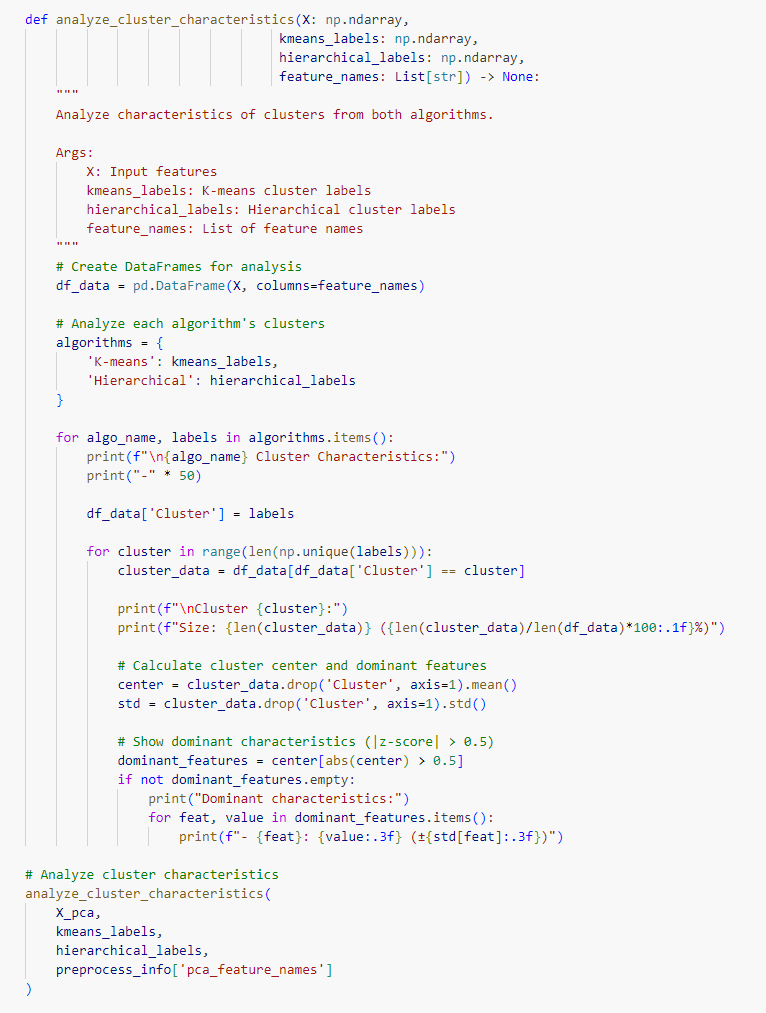 def analyze_cluster_characteristics(X: np.ndarray,
                                 kmeans_labels: np.ndarray,
                                 hierarchical_labels: np.ndarray,
                                 feature_names: List[str]) -> None:
    """
    Analyze characteristics of clusters from both algorithms.

    Args:
        X: Input features
        kmeans_labels: K-means cluster labels
        hierarchical_labels: Hierarchical cluster labels
        feature_names: List of feature names
    """
    # Create DataFrames for analysis
    df_data = pd.DataFrame(X, columns=feature_names)

    # Analyze each algorithm's clusters
    algorithms = {
        'K-means': kmeans_labels,
        'Hierarchical': hierarchical_labels
    }

    for algo_name, labels in algorithms.items():
        print(f"\n{algo_name} Cluster Characteristics:")
        print("-" * 50)

        df_data['Cluster'] = labels

        for cluster in range(len(np.unique(labels))):
            cluster_data = df_data[df_data['Cluster'] == cluster]

            print(f"\nCluster {cluster}:")
            print(f"Size: {len(cluster_data)} ({len(cluster_data)/len(df_data)*100:.1f}%)")

            # Calculate cluster center and dominant features
            center = cluster_data.drop('Cluster', axis=1).mean()
            std = cluster_data.drop('Cluster', axis=1).std()

            # Show dominant characteristics (|z-score| > 0.5)
            dominant_features = center[abs(center) > 0.5]
            if not dominant_features.empty:
                print("Dominant characteristics:")
                for feat, value in dominant_features.items():
                    print(f"- {feat}: {value:.3f} (±{std[feat]:.3f})")

# Analyze cluster characteristics
analyze_cluster_characteristics(
    X_pca,
    kmeans_labels,
    hierarchical_labels,
    preprocess_info['pca_feature_names']
)